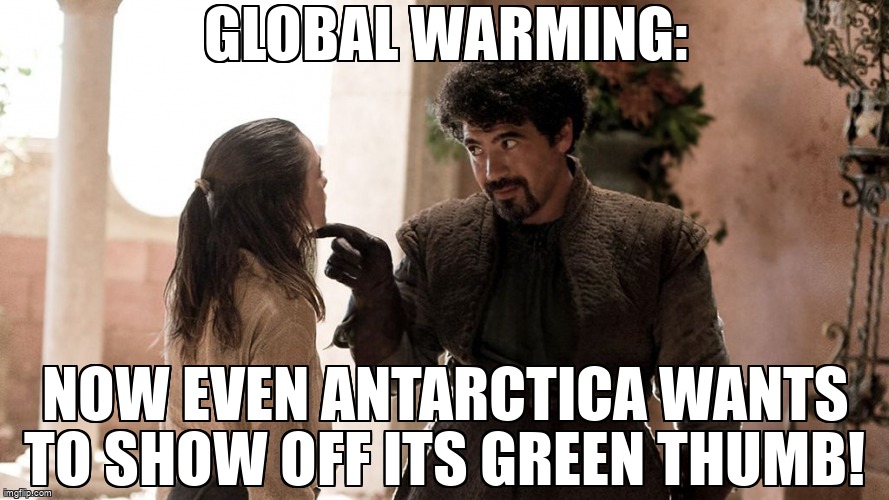 GLOBAL WARMING:
NOW EVEN ANTARCTICA WANTS
TO SHOW OFF ITS GREEN THUMB!
imgflip.com